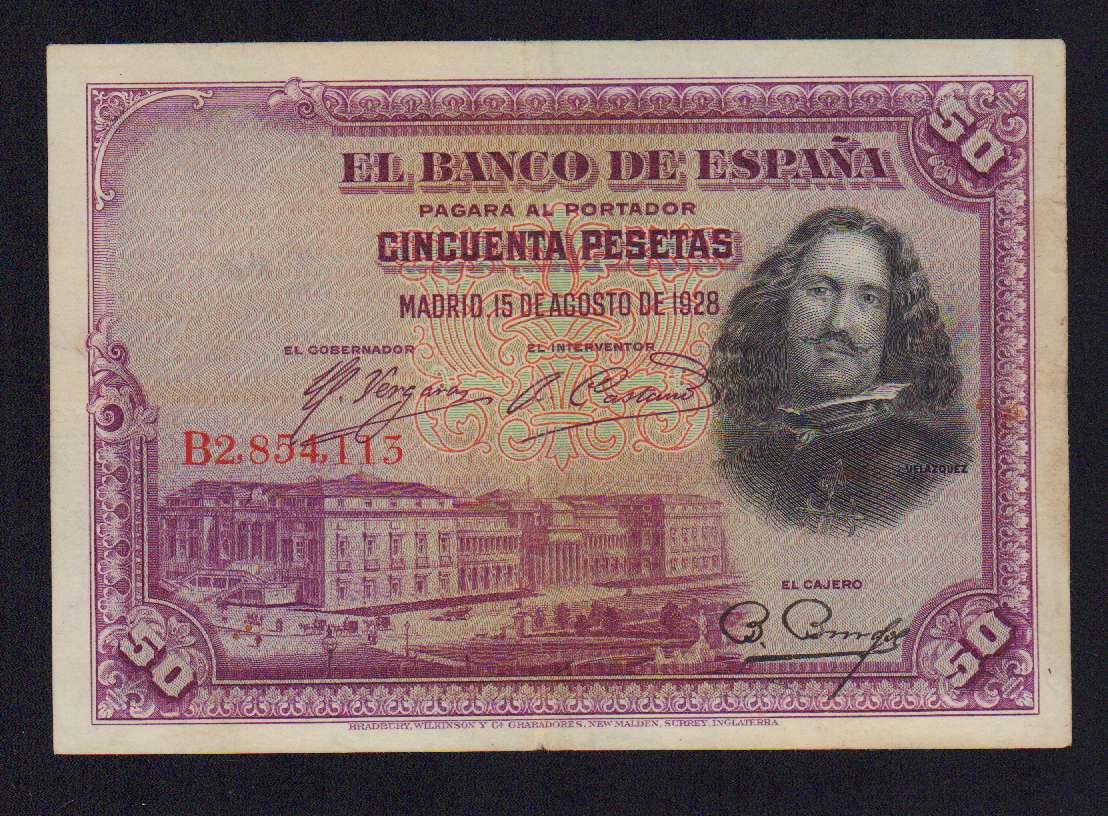 50
EL BANCO DE ESPAÑA
PAGARÁ AL PORTADOR
CINCUENTA PESETAS
MADRID, 15 DE AGOSTO DE 1928
EL GOBERNADOR EL INTERVENTOR
B2,854,113
VELAZQUEZ
EL CAJERO
50 50
BRADBURY, WILKINSON Y Cª GRABADORES, NEW MALDEN, SURREY, INGLATERRA